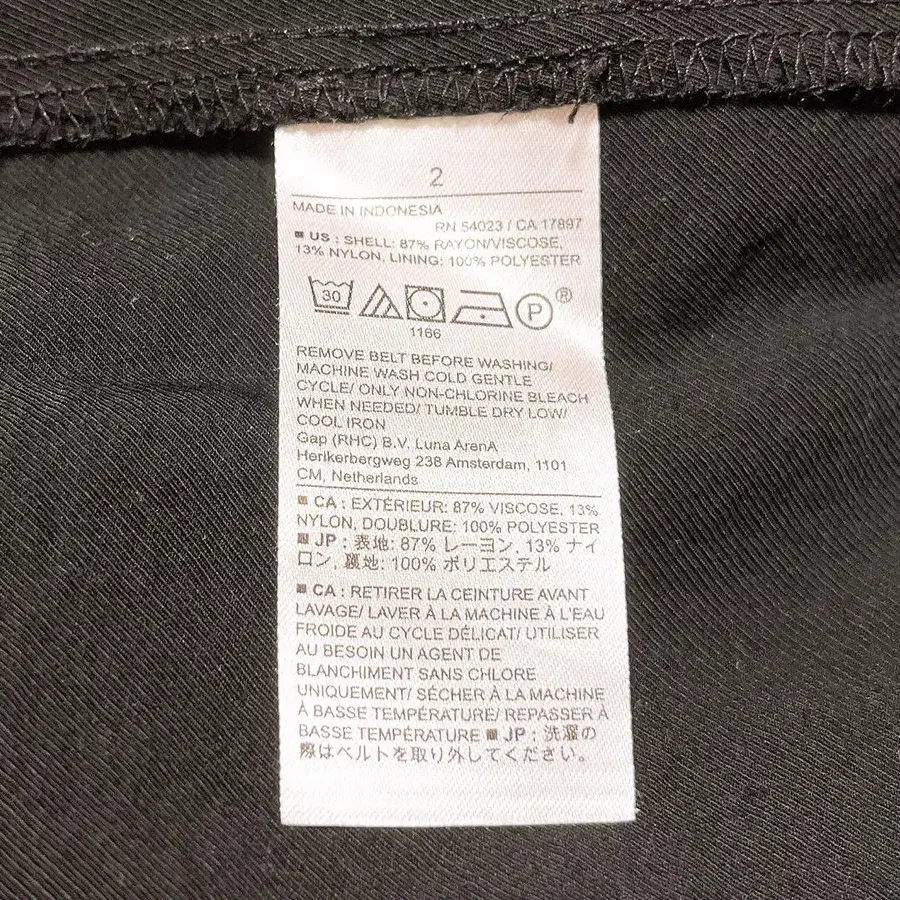 2
MADE IN INDONESIA
RN 54023 / CA 17897
US : SHELL: 87% RAYON/VISCOSE,
13% NYLON, LINING: 100% POLYESTER
30 P ®
1166
REMOVE BELT BEFORE WASHING/
MACHINE WASH COLD GENTLE
CYCLE/ ONLY NON-CHLORINE BLEACH
WHEN NEEDED/ TUMBLE DRY LOW/
COOL IRON
Gap (RHC) B.V. Luna ArenA
Herikerbergweg 238 Amsterdam, 1101
CM, Netherlands
CA : EXTÉRIEUR: 87% VISCOSE, 13%
NYLON, DOUBLURE: 100% POLYESTER
JP : 表地: 87% レーヨン, 13% ナイ
ロン, 裏地: 100% ポリエステル
CA : RETIRER LA CEINTURE AVANT
LAVAGE/ LAVER À LA MACHINE À L'EAU
FROIDE AU CYCLE DÉLICAT/ UTILISER
AU BESOIN UN AGENT DE
BLANCHIMENT SANS CHLORE
UNIQUEMENT/ SÉCHER À LA MACHINE
À BASSE TEMPÉRATURE/ REPASSER À
BASSE TEMPÉRATURE JP : 洗濯の
際はベルトを取り外してください。